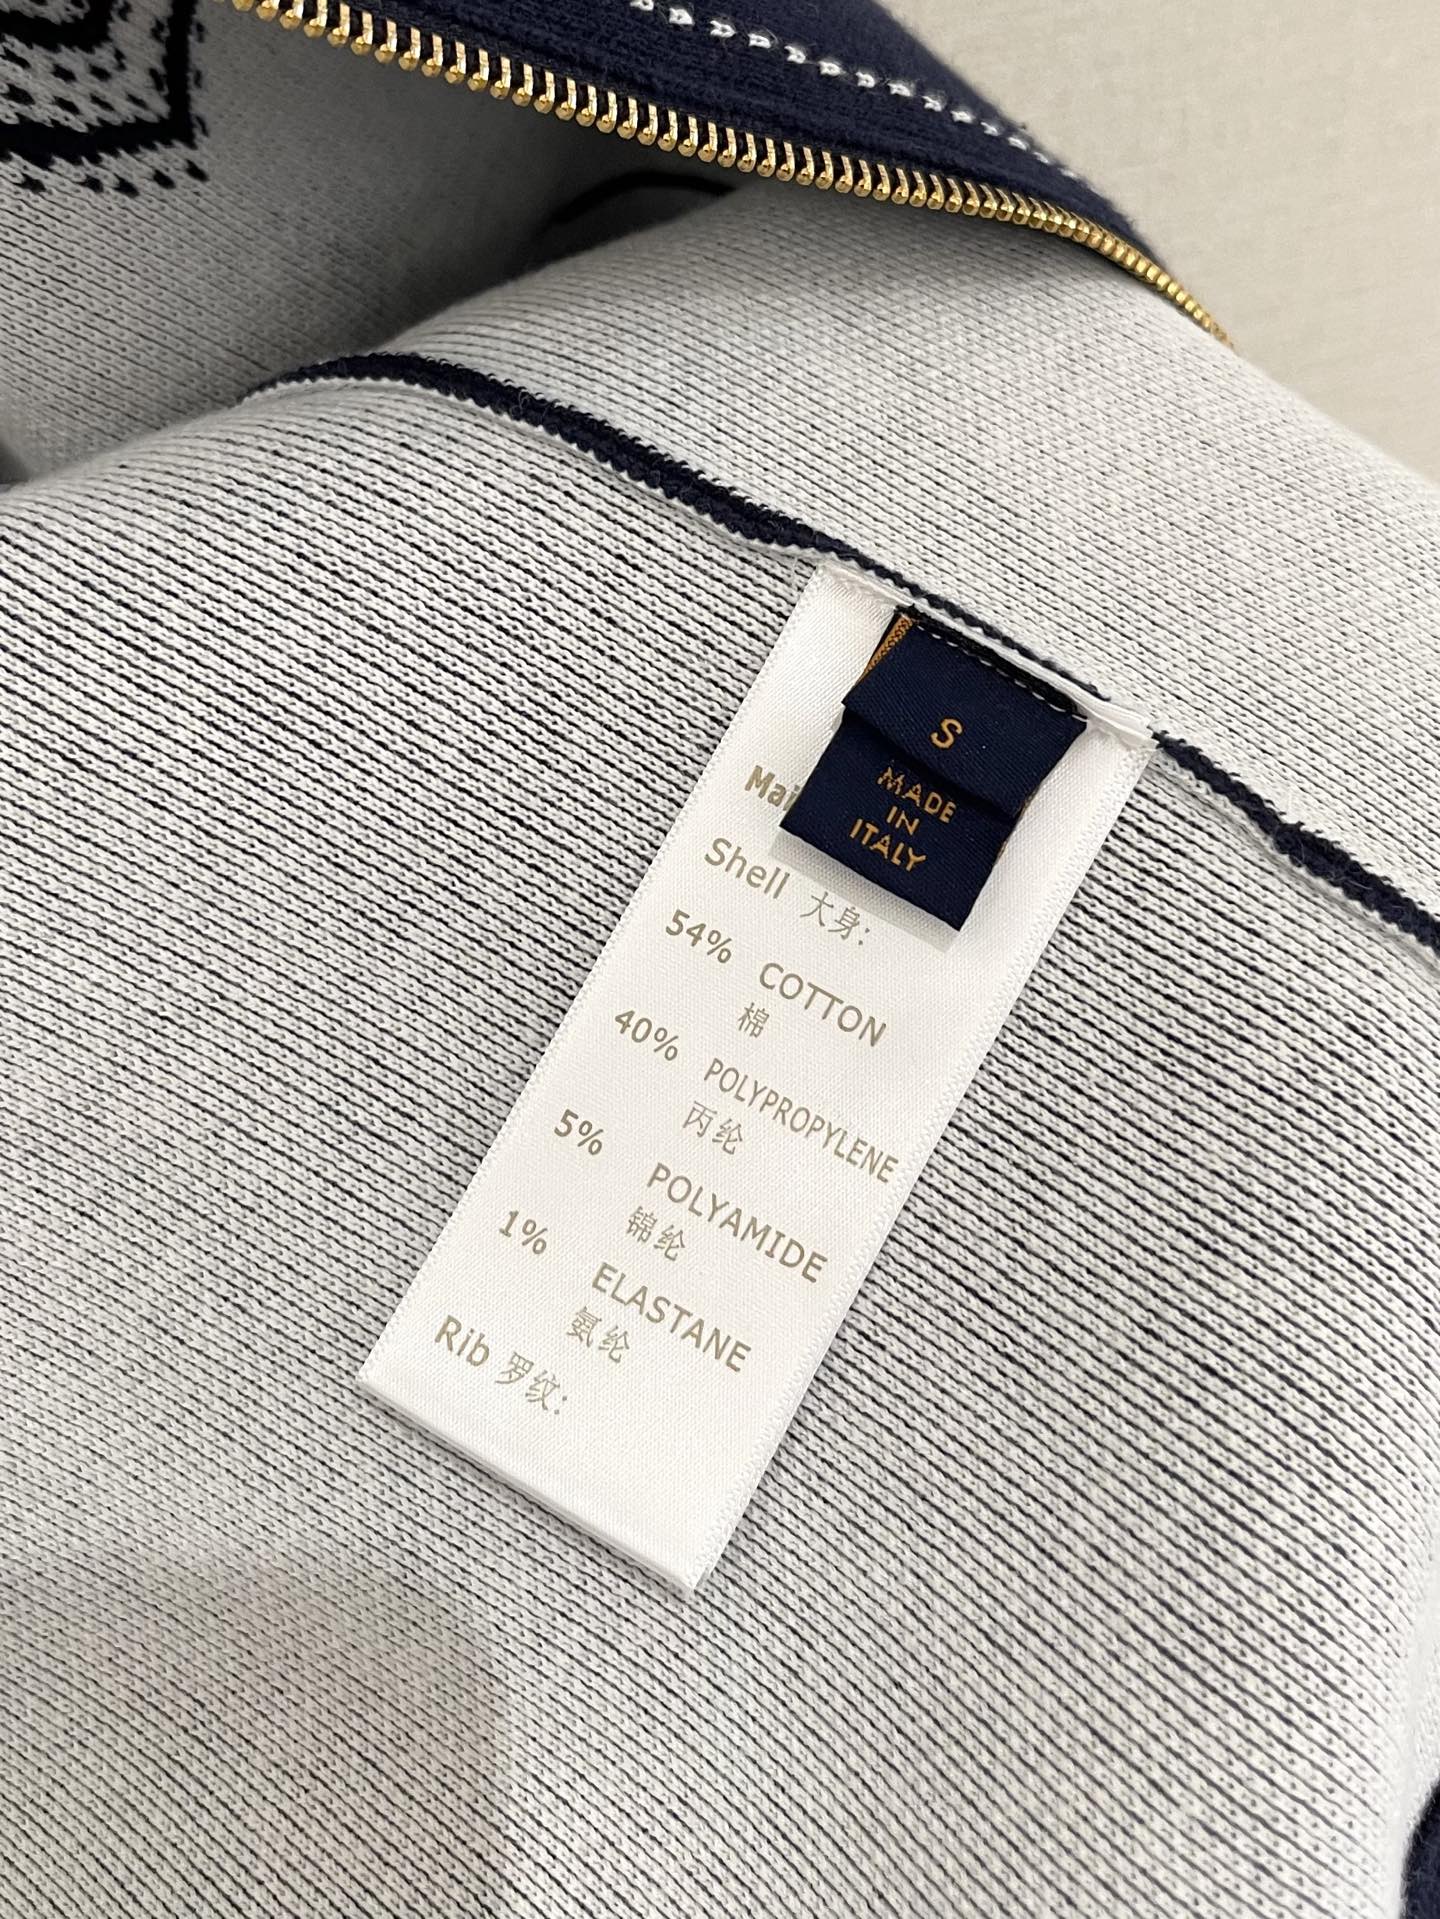 S
MADE
IN
ITALY
Mai
Shell 大身:
54% COTTON
棉
40% POLYPROPYLENE
丙纶
5% POLYAMIDE
锦纶
1% ELASTANE
氨纶
Rib 罗纹: